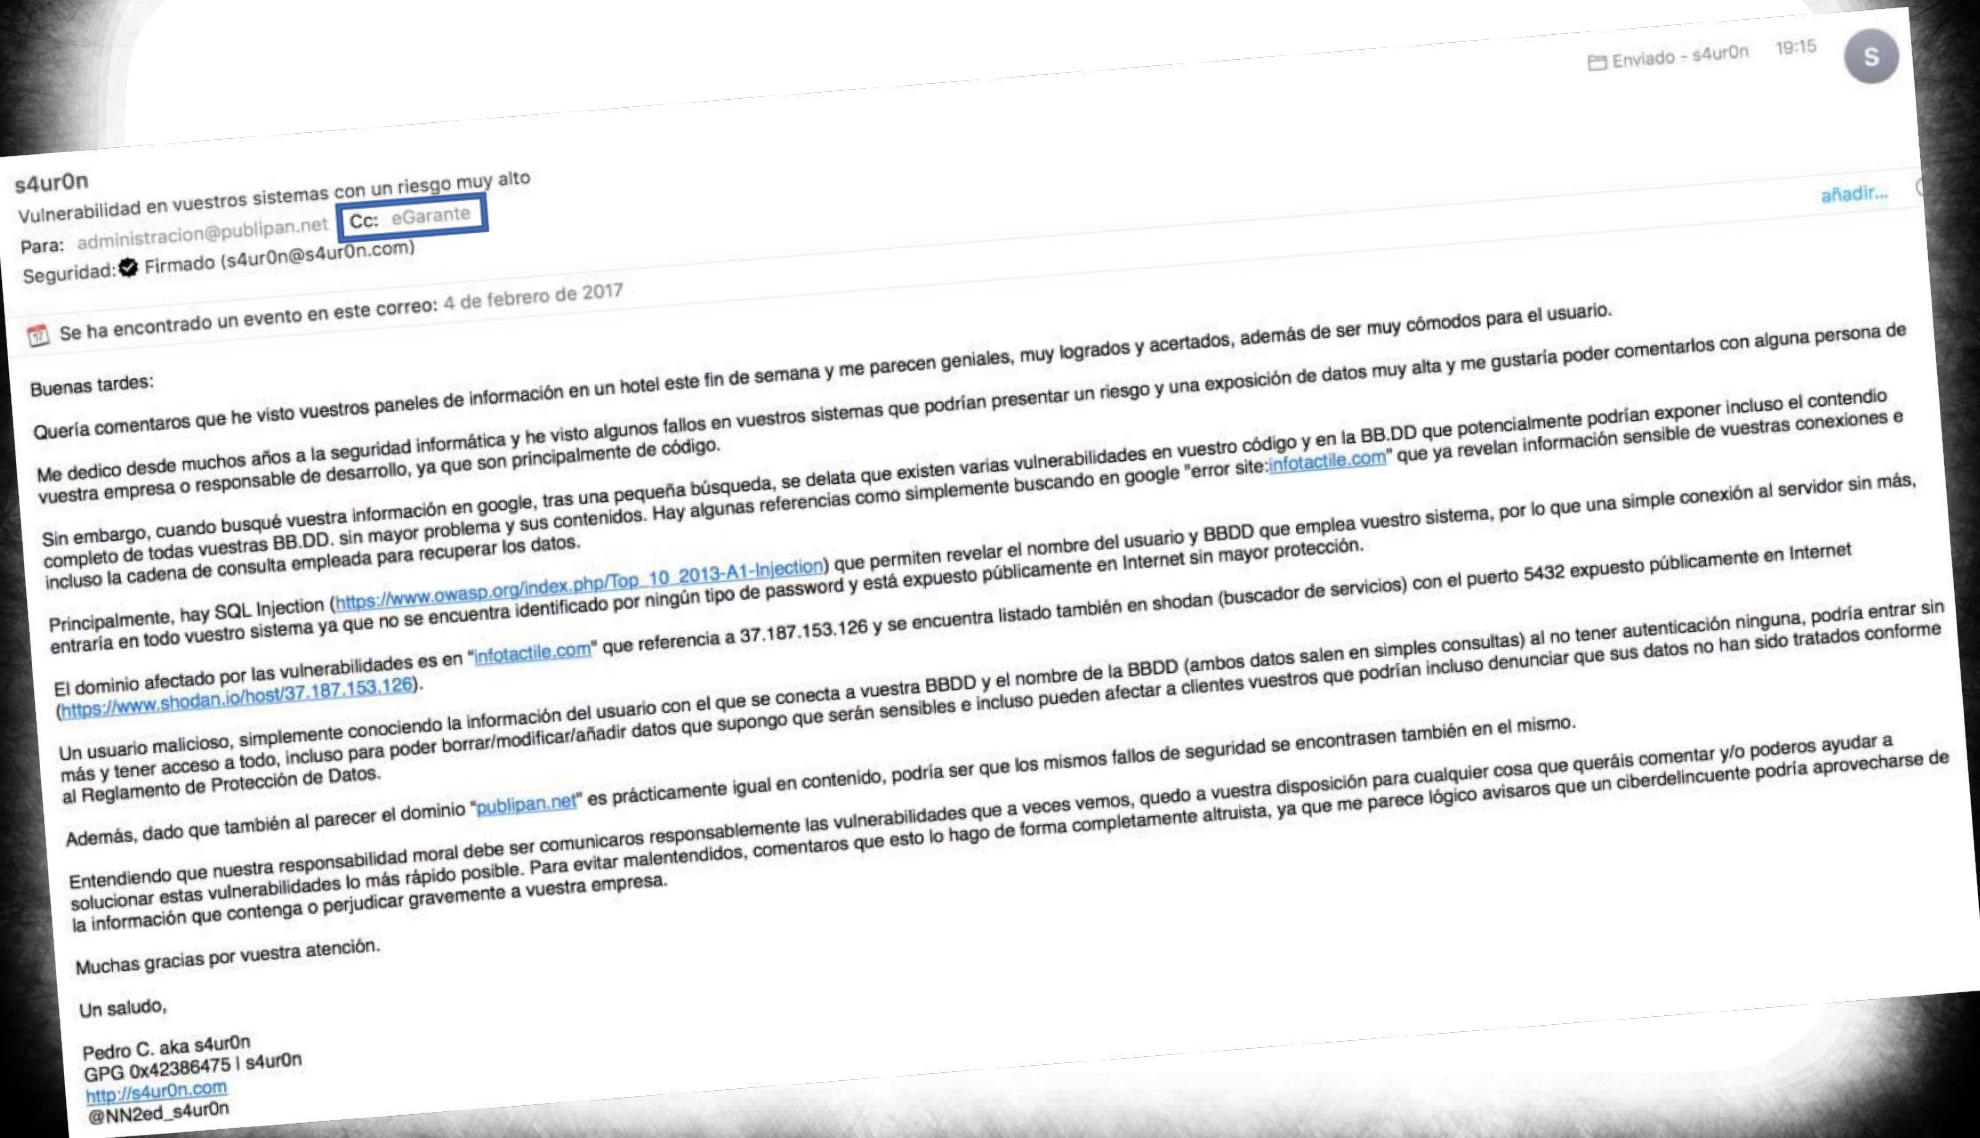 Enviado - s4ur0n 19:15
S
s4ur0n
Vulnerabilidad en vuestros sistemas con un riesgo muy alto
Para: administracion@publipan.net Cc: eGarante
añadir...
Seguridad: Firmado (s4ur0n@s4ur0n.com)
17 Se ha encontrado un evento en este correo: 4 de febrero de 2017
Buenas tardes:
Quería comentaros que he visto vuestros paneles de información en un hotel este fin de semana y me parecen geniales, muy logrados y acertados, además de ser muy cómodos para el usuario.
Me dedico desde muchos años a la seguridad informática y he visto algunos fallos en vuestros sistemas que podrían presentar un riesgo y una exposición de datos muy alta y me gustaría poder comentarlos con alguna persona de
vuestra empresa o responsable de desarrollo, ya que son principalmente de código.
Sin embargo, cuando busqué vuestra información en google, tras una pequeña búsqueda, se delata que existen varias vulnerabilidades en vuestro código y en la BB.DD que potencialmente podrían exponer incluso el contendio
completo de todas vuestras BB.DD. sin mayor problema y sus contenidos. Hay algunas referencias como simplemente buscando en google "error site:infotactile.com" que ya revelan información sensible de vuestras conexiones e
incluso la cadena de consulta empleada para recuperar los datos.
Principalmente, hay SQL Injection (https://www.owasp.org/index.php/Top_10_2013-A1-Injection) que permiten revelar el nombre del usuario y BBDD que emplea vuestro sistema, por lo que una simple conexión al servidor sin más,
entraría en todo vuestro sistema ya que no se encuentra identificado por ningún tipo de password y está expuesto públicamente en Internet sin mayor protección.
El dominio afectado por las vulnerabilidades es en "infotactile.com" que referencia a 37.187.153.126 y se encuentra listado también en shodan (buscador de servicios) con el puerto 5432 expuesto públicamente en Internet
(https://www.shodan.io/host/37.187.153.126).
Un usuario malicioso, simplemente conociendo la información del usuario con el que se conecta a vuestra BBDD y el nombre de la BBDD (ambos datos salen en simples consultas) al no tener autenticación ninguna, podría entrar sin
más y tener acceso a todo, incluso para poder borrar/modificar/añadir datos que supongo que serán sensibles e incluso pueden afectar a clientes vuestros que podrían incluso denunciar que sus datos no han sido tratados conforme
al Reglamento de Protección de Datos.
Además, dado que también al parecer el dominio "publipan.net" es prácticamente igual en contenido, podría ser que los mismos fallos de seguridad se encontrasen también en el mismo.
Entendiendo que nuestra responsabilidad moral debe ser comunicaros responsablemente las vulnerabilidades que a veces vemos, quedo a vuestra disposición para cualquier cosa que queráis comentar y/o poderos ayudar a
solucionar estas vulnerabilidades lo más rápido posible. Para evitar malentendidos, comentaros que esto lo hago de forma completamente altruista, ya que me parece lógico avisaros que un ciberdelincuente podría aprovecharse de
la información que contenga o perjudicar gravemente a vuestra empresa.
Muchas gracias por vuestra atención.
Un saludo,
Pedro C. aka s4ur0n
GPG 0x42386475 | s4ur0n
http://s4ur0n.com
@NN2ed_s4ur0n